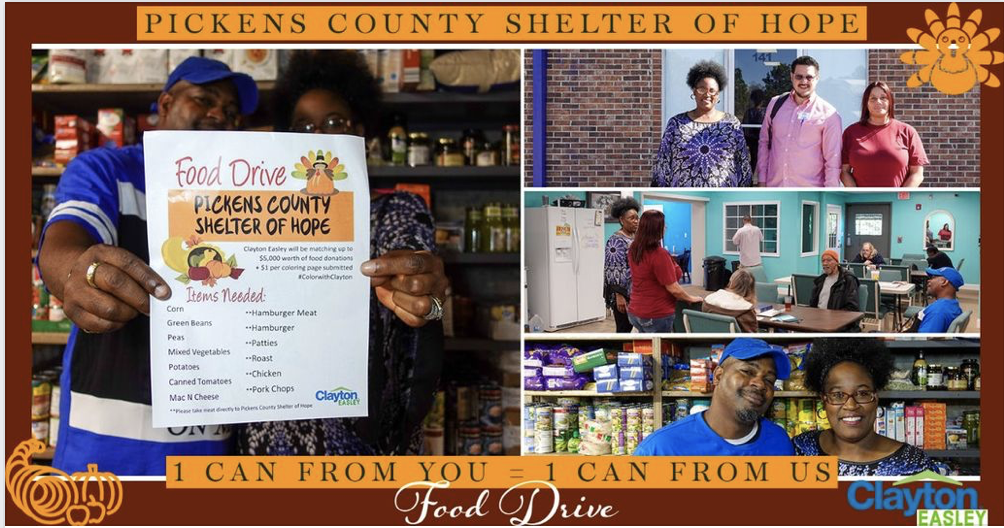 PICKENS COUNTY SHELTER OF HOPE
Food Drive
PICKENS COUNTY
SHELTER OF HOPE
Clayton Easley will be matching up to
$5,000 worth of food donations
+ $1 per coloring page submitted
#ColorwithClayton
Items Needed:
Corn
Green Beans
Peas
Mixed Vegetables
Potatoes
Canned Tomatoes
Mac N Cheese
**Hamburger Meat
**Hamburger
**Patties
**Roast
**Chicken
**Pork Chops
**Please take meat directly to Pickens County Shelter of Hope
Clayton
EASLEY
141
1 CAN FROM YOU = 1 CAN FROM US
Food Drive
Clayton
EASLEY